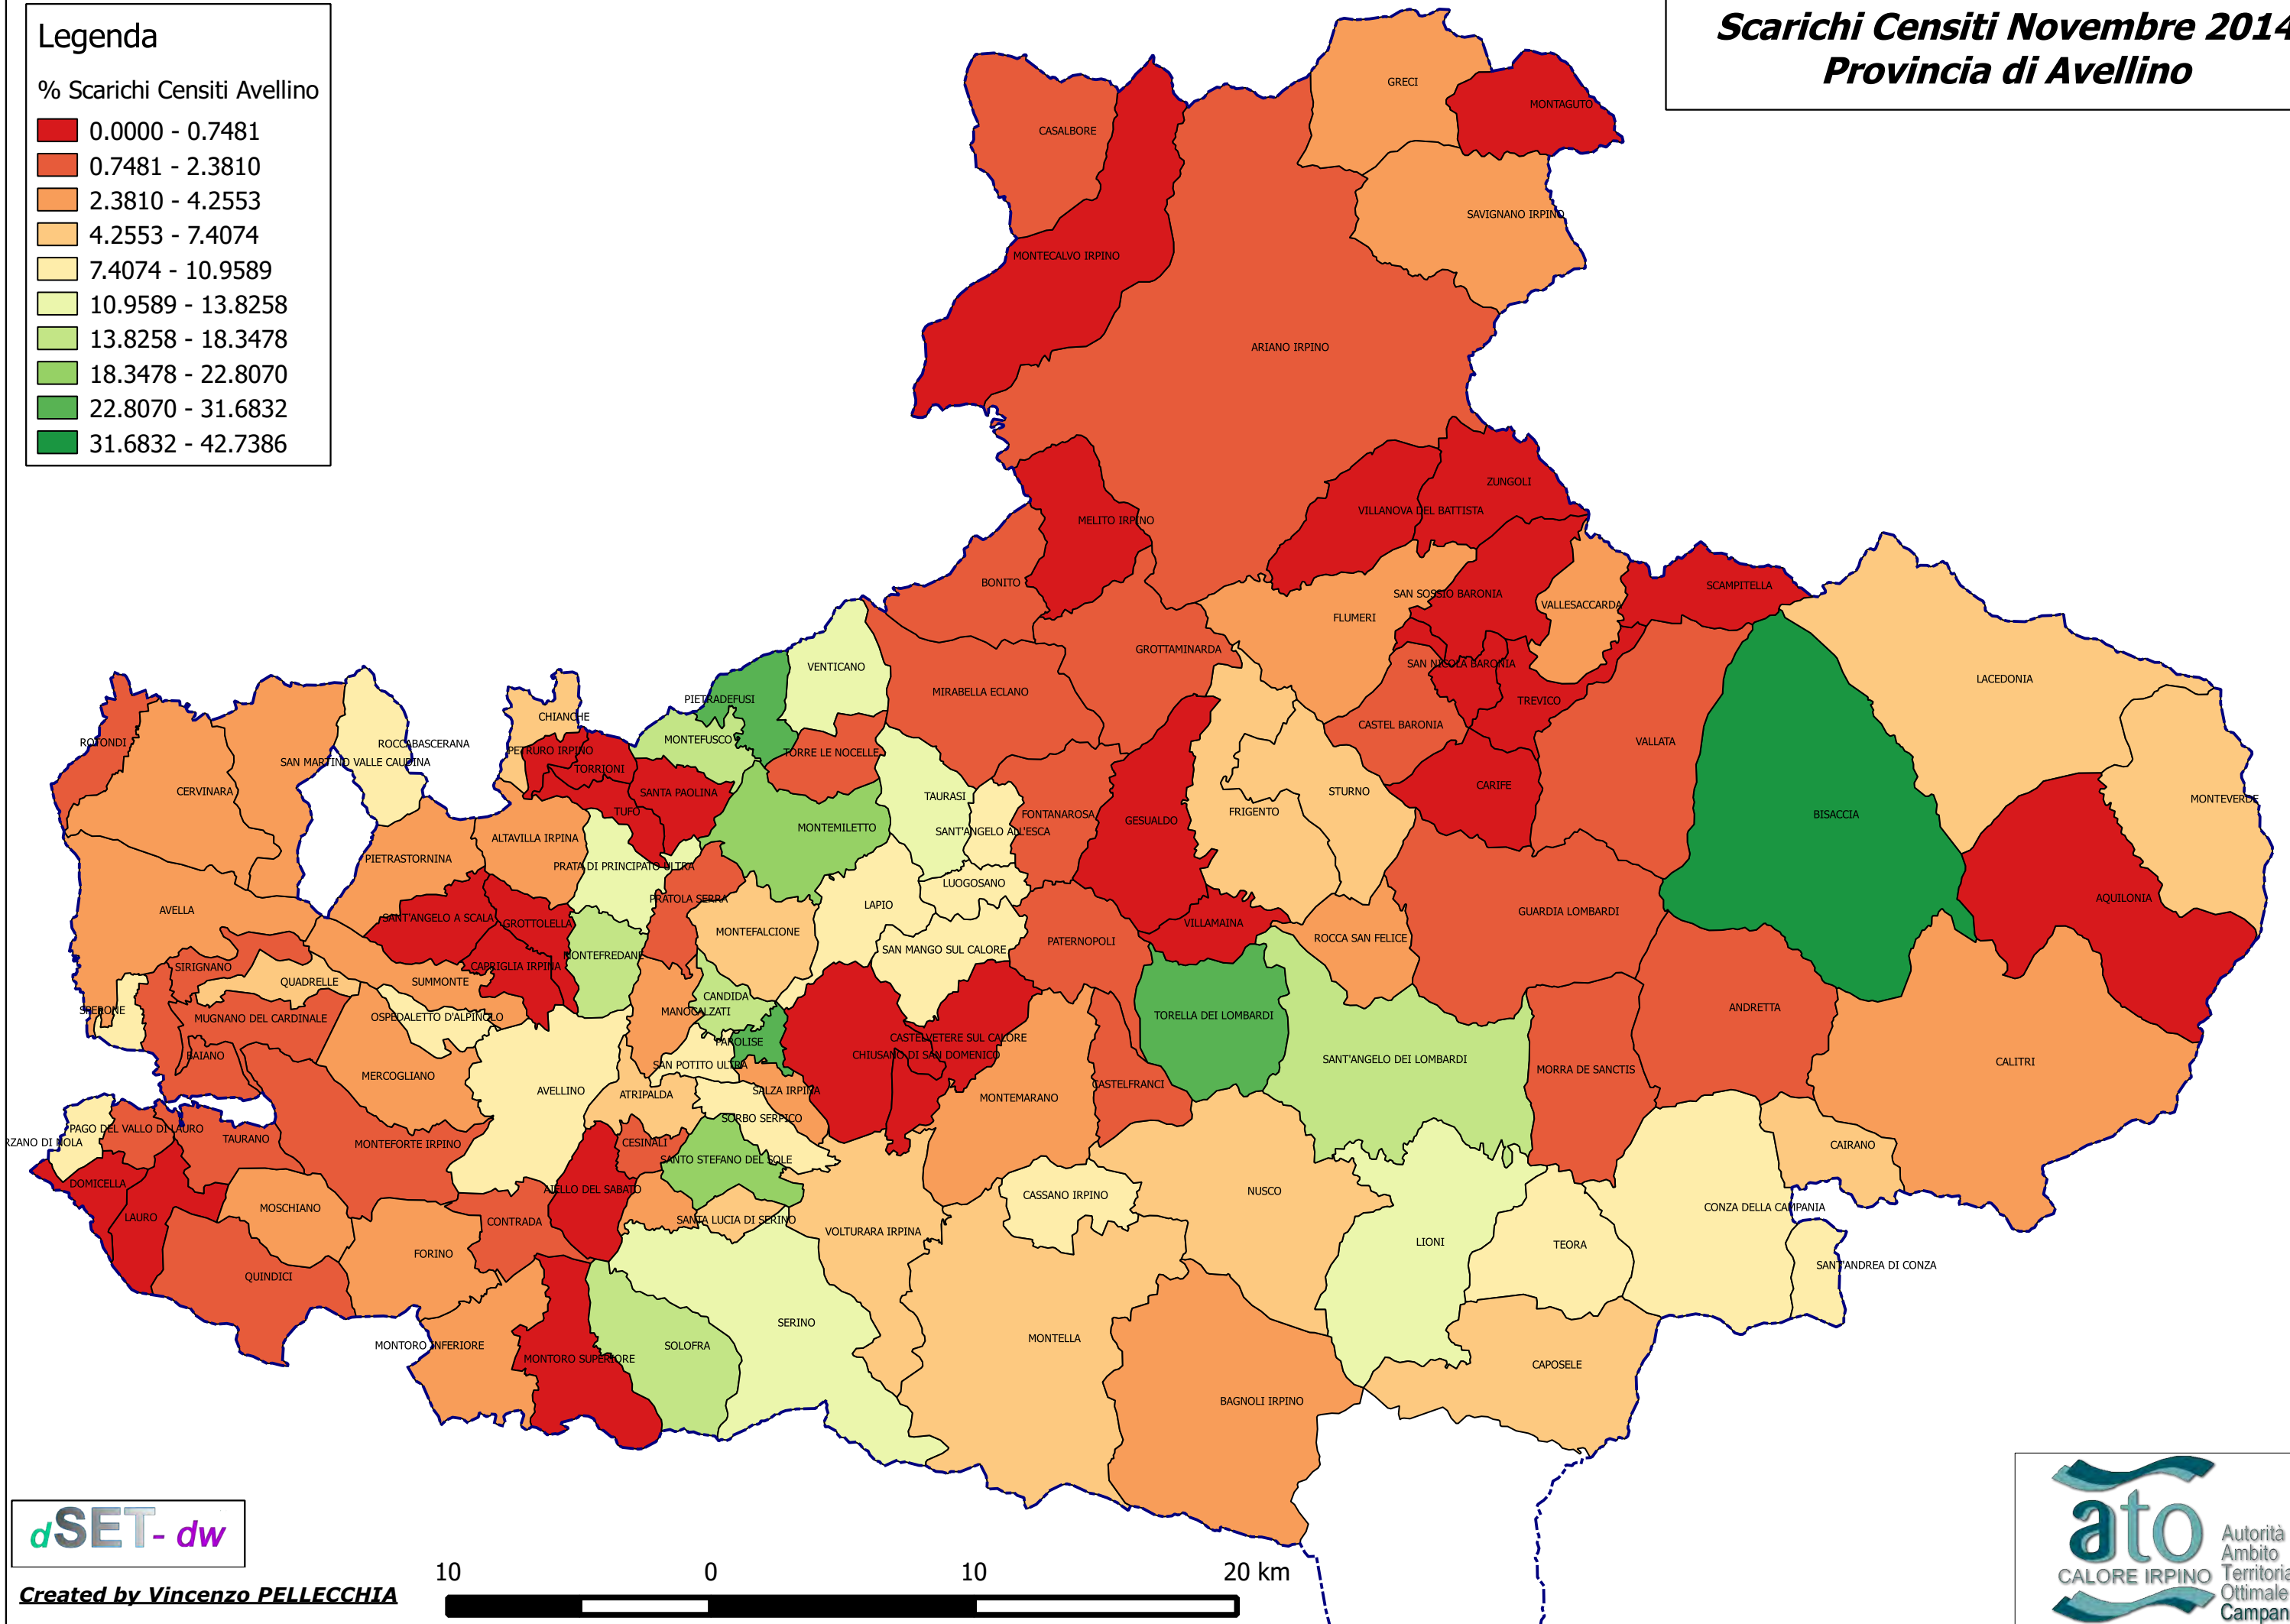 Legenda
% Scarichi Censiti Avellino
0.0000 - 0.7481
0.7481 - 2.3810
2.3810 - 4.2553
4.2553 - 7.4074
7.4074 - 10.9589
10.9589 - 13.8258
13.8258 - 18.3478
18.3478 - 22.8070
22.8070 - 31.6832
31.6832 - 42.7386
Scarichi Censiti Novembre 2014
Provincia di Avellino
GRECI
MONTAGUTO
CASALBORE
SAVIGNANO IRPINO
MONTECALVO IRPINO
ARIANO IRPINO
ZUNGOLI
VILLANOVA DEL BATTISTA
MELITO IRPINO
BONITO
SCAMPITELLA
SAN SOSSIO BARONIA
VALLESACCARDA
FLUMERI
GROTTAMINARDA
SAN NICOLA BARONIA
VENTICANO
LACEDONIA
MIRABELLA ECLANO
PIETRADEFUSI
TREVICO
CHIANCHE
CASTEL BARONIA
ROTONDI
ROCCABASCERANA
MONTEFUSCO
VALLATA
PETRURO IRPINO
TORRE LE NOCELLE
SAN MARTINO VALLE CAUDINA
TORRIONI
CERVINARA
SANTA PAOLINA
TAURASI
STURNO
CARIFE
MONTEVERDE
TUFO
FRIGENTO
FONTANAROSA
GESUALDO
BISACCIA
MONTEMILETTO
SANT'ANGELO ALL'ESCA
ALTAVILLA IRPINA
PIETRASTORNINA
PRATA DI PRINCIPATO ULTRA
LUOGOSANO
PRATOLA SERRA
AQUILONIA
LAPIO
AVELLA
GUARDIA LOMBARDI
SANT'ANGELO A SCALA
GROTTOLELLA
VILLAMAINA
MONTEFALCIONE
ROCCA SAN FELICE
PATERNOPOLI
SAN MANGO SUL CALORE
MONTEFREDANE
SIRIGNANO
CAPRIGLIA IRPINA
QUADRELLE
SUMMONTE
CANDIDA
ANDRETTA
SPERONE
MANOCALZATI
MUGNANO DEL CARDINALE
OSPEDALETTO D'ALPINOLO
TORELLA DEI LOMBARDI
CASTELVETERE SUL CALORE
PAROLISE
BAIANO
CHIUSANO DI SAN DOMENICO
SANT'ANGELO DEI LOMBARDI
CALITRI
SAN POTITO ULTRA
MORRA DE SANCTIS
MERCOGLIANO
CASTELFRANCI
AVELLINO
SALZA IRPINA
ATRIPALDA
MONTEMARANO
SORBO SERPICO
PAGO DEL VALLO DI LAURO
TAURANO
RZANO DI NOLA
MONTEFORTE IRPINO
CESINALI
CAIRANO
SANTO STEFANO DEL SOLE
DOMICELLA
AIELLO DEL SABATO
NUSCO
CASSANO IRPINO
MOSCHIANO
CONZA DELLA CAMPANIA
LAURO
CONTRADA
SANTA LUCIA DI SERINO
VOLTURARA IRPINA
LIONI
TEORA
FORINO
SANT'ANDREA DI CONZA
QUINDICI
SERINO
MONTELLA
MONTORO INFERIORE
SOLOFRA
MONTORO SUPERIORE
CAPOSELE
BAGNOLI IRPINO
dSET- dw
Created by Vincenzo PELLECCHIA
10 0 10 20 km
ato
CALORE IRPINO
Autorità
Ambito
Territoria
Ottimale
Campan